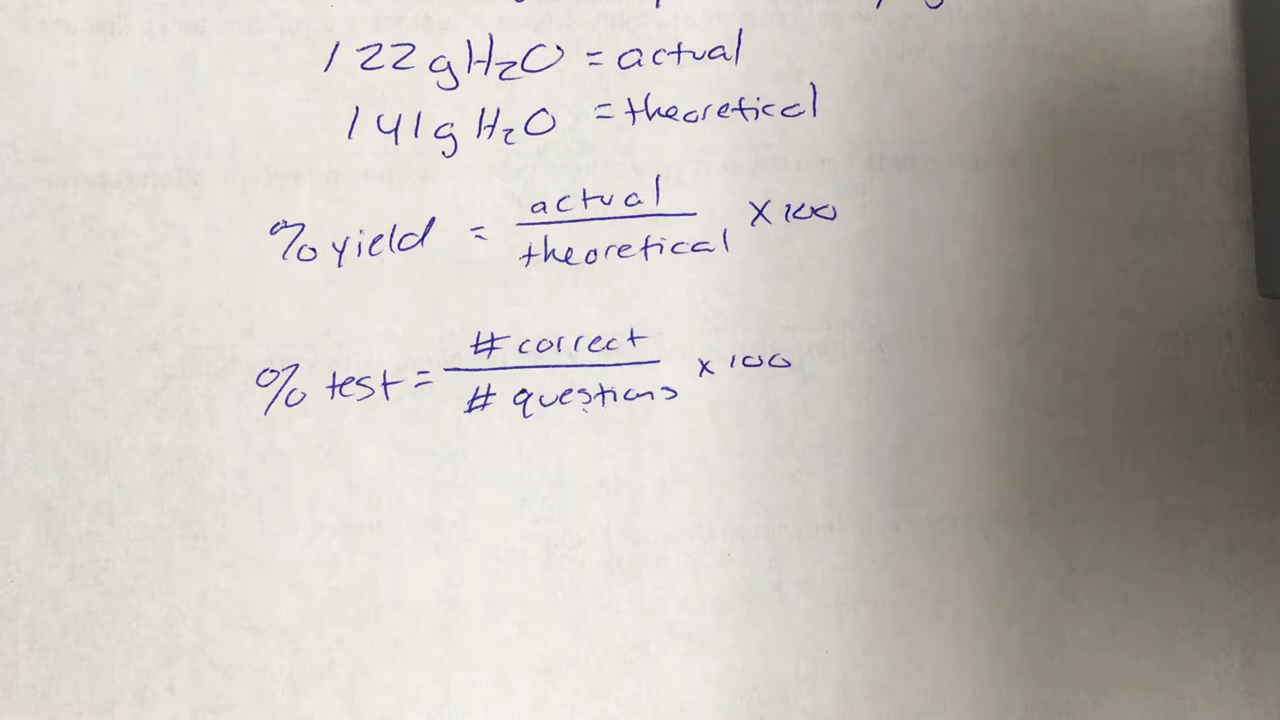 122 g H₂O = actual
141 g H₂O = theoretical
% yield = actual / theoretical × 100
% test = # correct / # questions × 100